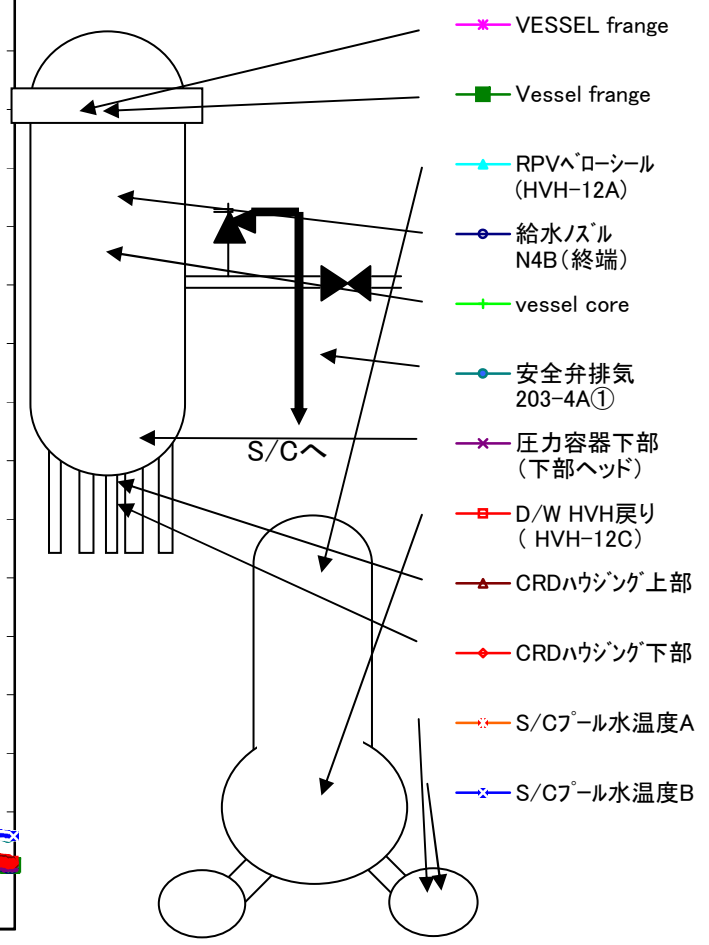 VESSEL frange
Vessel frange
RPVﾍﾞローシール
(HVH-12A)
給水ﾉｽﾞﾙ
N4B(終端)
vessel core
安全弁排気
203-4A①
圧力容器下部
(下部ヘッド)
D/W HVH戻り
( HVH-12C)
CRDﾊｳｼﾞﾝｸﾞ上部
CRDﾊｳｼﾞﾝｸﾞ下部
S/Cﾌﾟｰﾙ水温度A
S/Cﾌﾟｰﾙ水温度B
S/Cへ